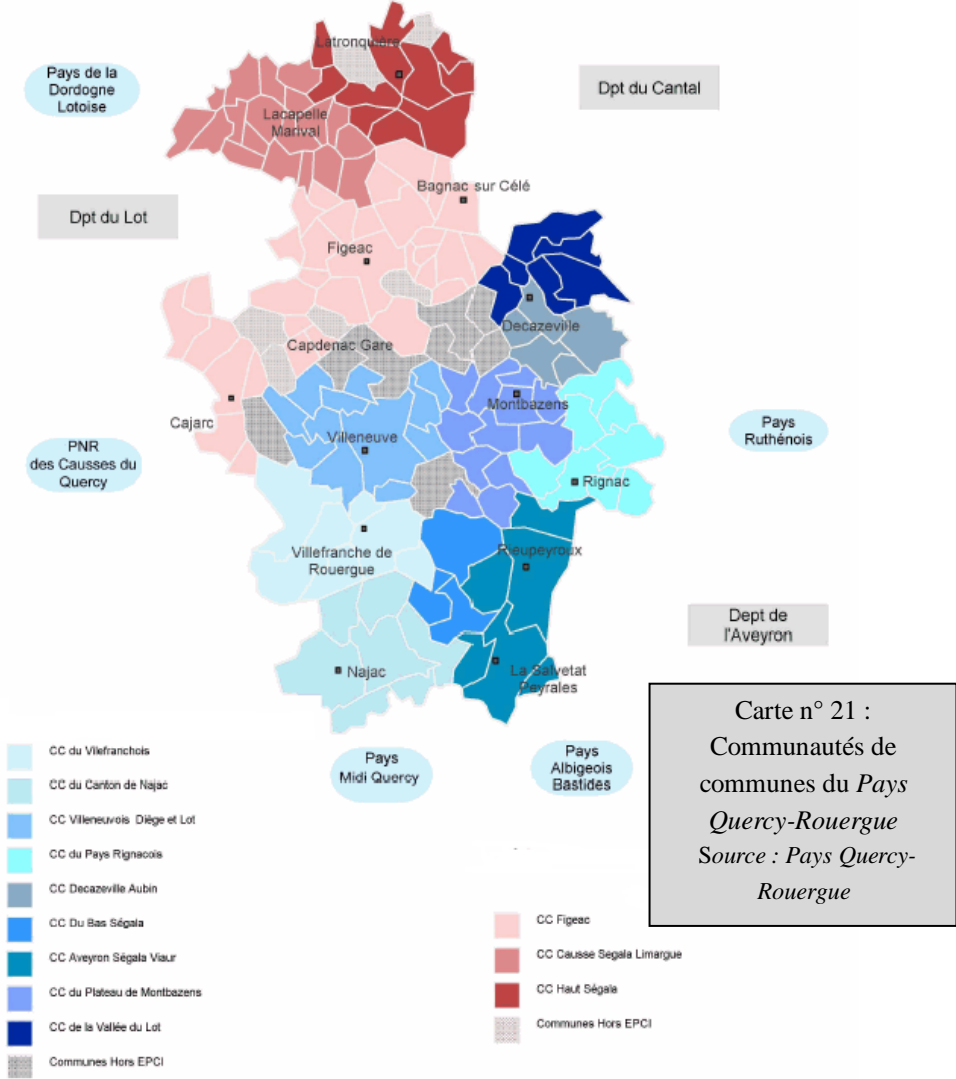 Latronquière
Pays de la
Dordogne
Lotoise
Dpt du Cantal
Lacapelle
Marival
Bagnac sur Célé
Dpt du Lot
Figeac
Decazeville
Capdenac Gare
Montbazens
Cajarc
Villeneuve
Pays
Ruthénois
PNR
des Causses du
Quercy
Rignac
Villefranche de
Rouergue
Rieupeyroux
Dept de
l'Aveyron
Najac
La Salvetat
Peyrales
Carte n° 21 :
Communautés de
communes du Pays
Quercy-Rouergue
Source : Pays Quercy-
Rouergue
Pays
Midi Quercy
Pays
Albigeois
Bastides
CC du Vilefranchois
CC du Canton de Najac
CC Villeneuvois Diège et Lot
CC du Pays Rignacois
CC Decazeville Aubin
CC Du Bas Ségala
CC Aveyron Ségala Viaur
CC du Plateau de Montbazens
CC de la Vallée du Lot
Communes Hors EPCI
CC Figeac
CC Causse Segala Limargue
CC Haut Ségala
Communes Hors EPCI